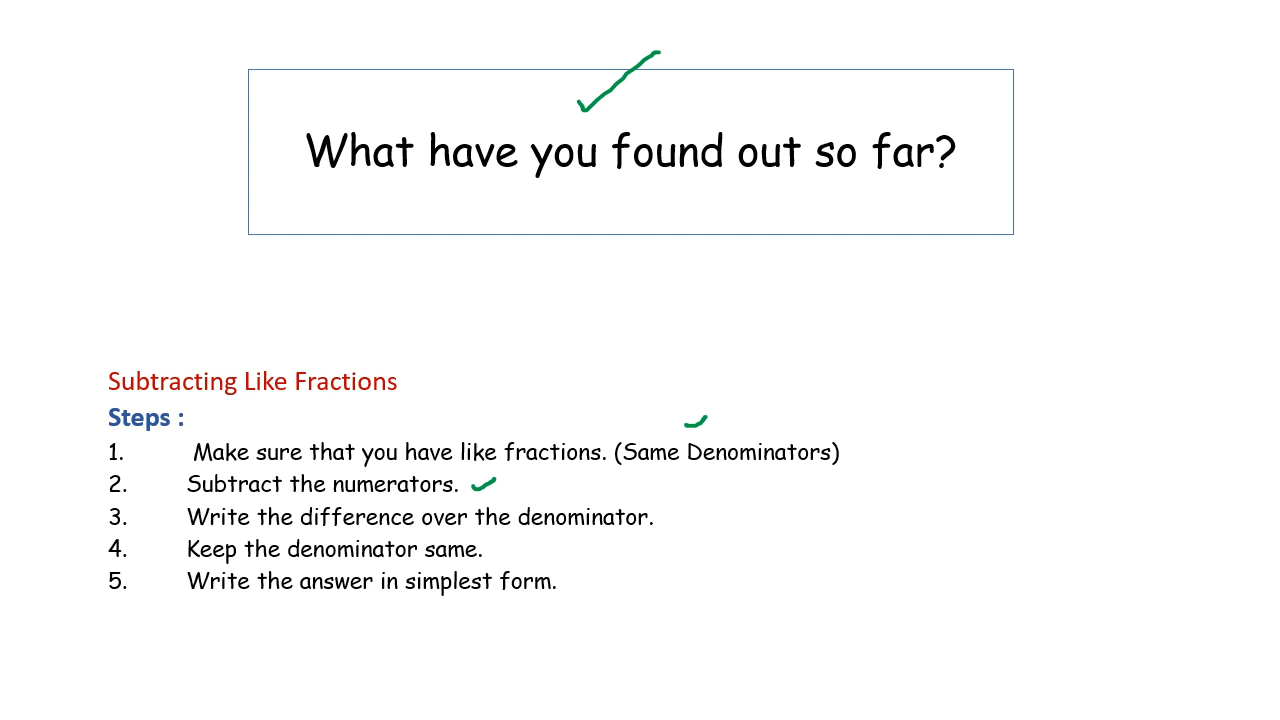 What have you found out so far?
Subtracting Like Fractions
Steps :
1. Make sure that you have like fractions. (Same Denominators)
2. Subtract the numerators.
3. Write the difference over the denominator.
4. Keep the denominator same.
5. Write the answer in simplest form.